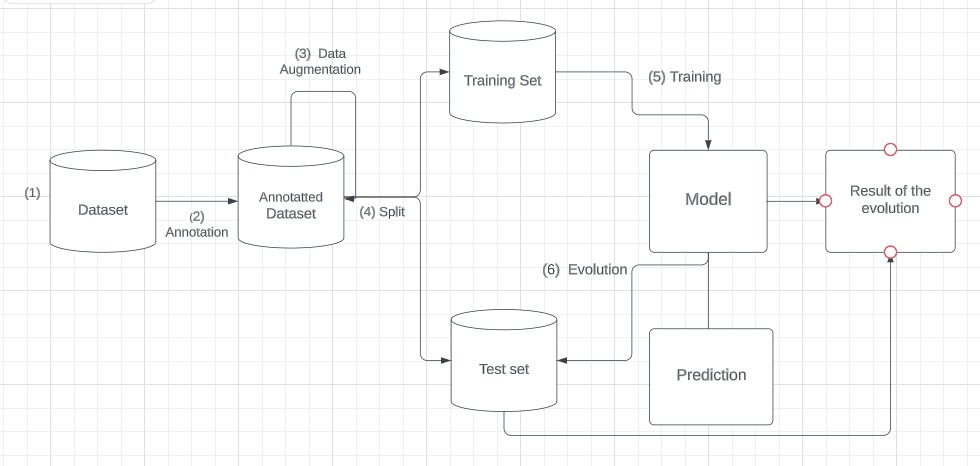 (1)
Dataset
(2)
Annotation
(3) Data
Augmentation
Annotatted
Dataset
(4) Split
Training Set
(5) Training
Model
Result of the
evolution
(6) Evolution
Test set
Prediction